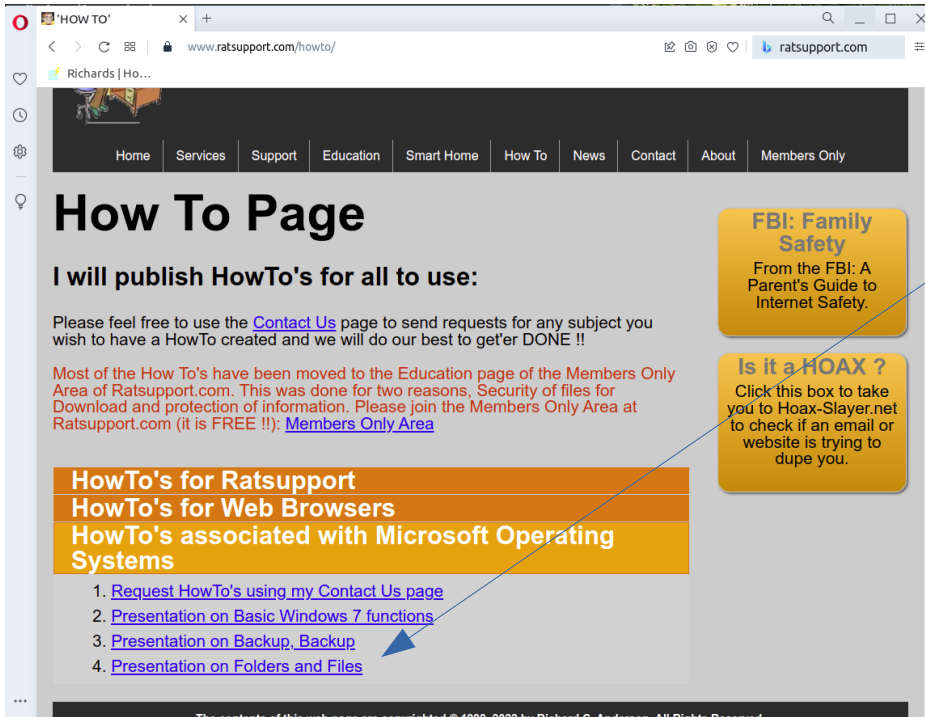 'HOW TO'
www.ratsupport.com/howto/
ratsupport.com
Richards | Ho...
Home Services Support Education Smart Home How To News Contact About Members Only
How To Page
I will publish HowTo's for all to use:
Please feel free to use the Contact Us page to send requests for any subject you
wish to have a HowTo created and we will do our best to get'er DONE !!
Most of the How To's have been moved to the Education page of the Members Only
Area of Ratsupport.com. This was done for two reasons, Security of files for
Download and protection of information. Please join the Members Only Area at
Ratsupport.com (it is FREE !!): Members Only Area
HowTo's for Ratsupport
HowTo's for Web Browsers
HowTo's associated with Microsoft Operating
Systems
1. Request HowTo's using my Contact Us page
2. Presentation on Basic Windows 7 functions
3. Presentation on Backup, Backup
4. Presentation on Folders and Files
FBI: Family
Safety
From the FBI: A
Parent's Guide to
Internet Safety.
Is it a HOAX ?
Click this box to take
you to Hoax-Slayer.net
to check if an email or
website is trying to
dupe you.